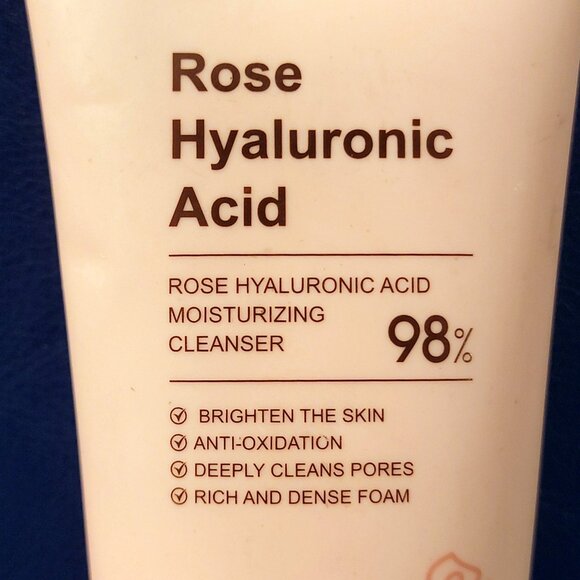 Rose
Hyaluronic
Acid
ROSE HYALURONIC ACID
MOISTURIZING
CLEANSER 98%
BRIGHTEN THE SKIN
ANTI-OXIDATION
DEEPLY CLEANS PORES
RICH AND DENSE FOAM